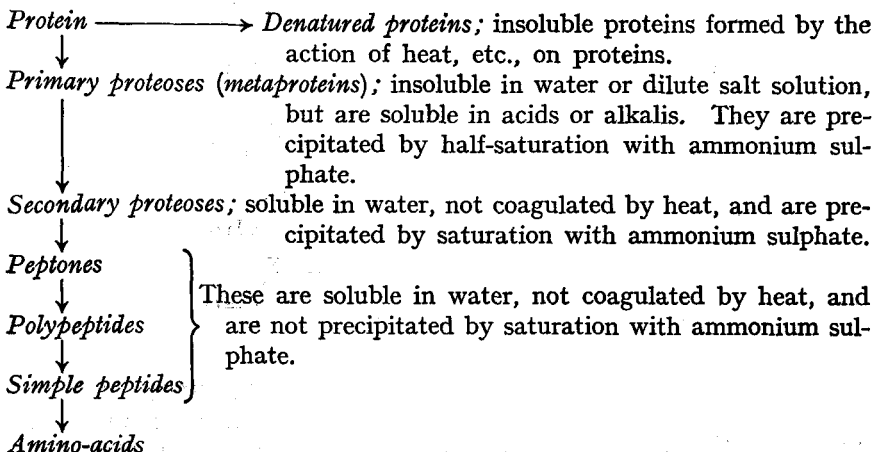 Protein → Denatured proteins; insoluble proteins formed by the
action of heat, etc., on proteins.
Primary proteoses (metaproteins); insoluble in water or dilute salt solution,
but are soluble in acids or alkalis. They are pre-
cipitated by half-saturation with ammonium sul-
phate.
Secondary proteoses; soluble in water, not coagulated by heat, and are pre-
cipitated by saturation with ammonium sulphate.
Peptones
These are soluble in water, not coagulated by heat, and
Polypeptides
are not precipitated by saturation with ammonium sul-
phate.
Simple peptides
Amino-acids